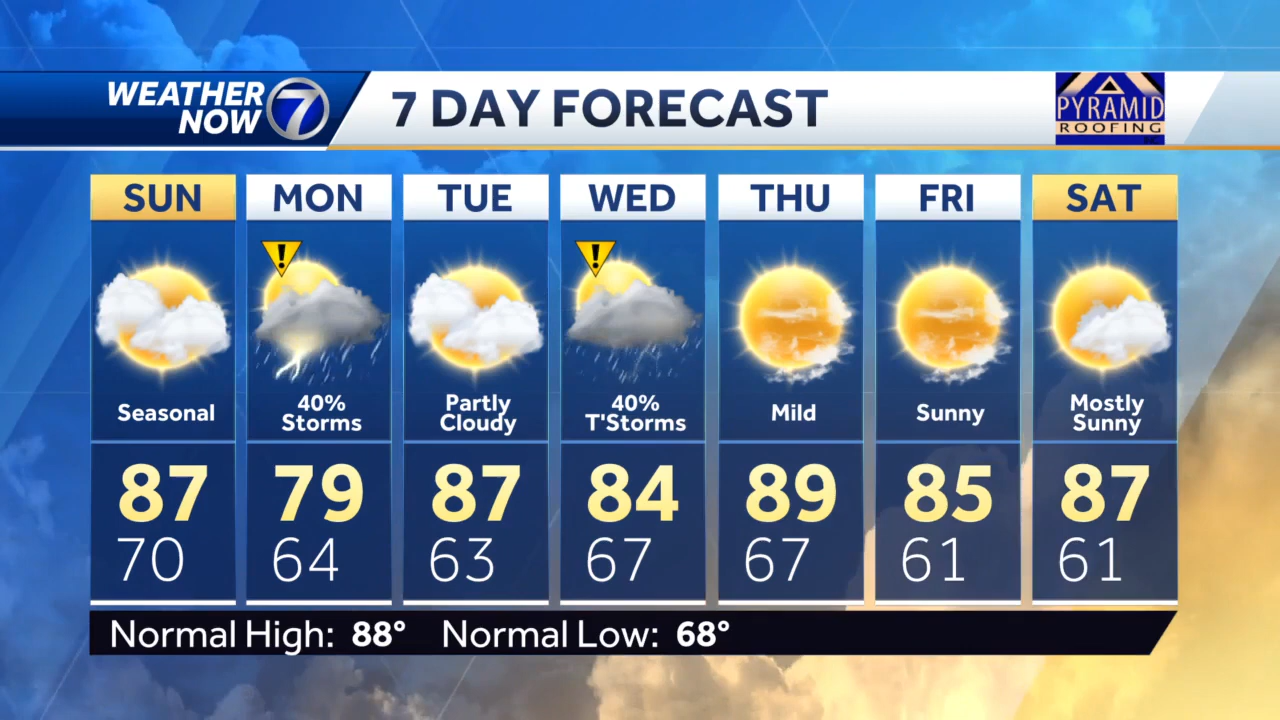 WEATHER
NOW
7
7 DAY FORECAST
PYRAMID
ROOFING
SUN
MON
TUE
WED
THU
FRI
SAT
!
!
Seasonal
40%
Storms
Partly
Cloudy
40%
T'Storms
Mild
Sunny
Mostly
Sunny
87
79
87
84
89
85
87
70
64
63
67
67
61
61
Normal High: 88° Normal Low: 68°